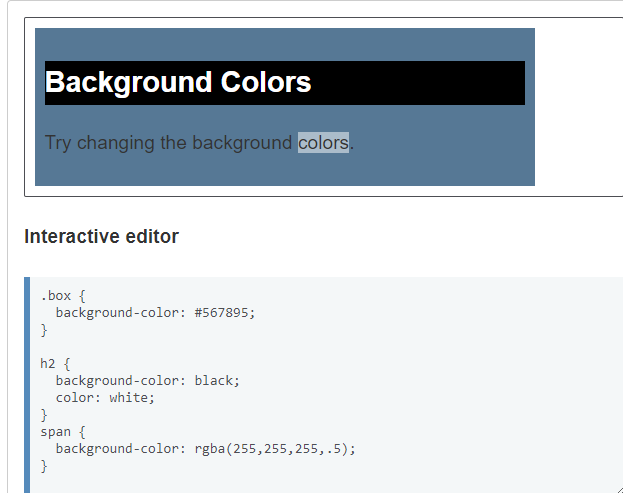 Background Colors
Try changing the background colors.
Interactive editor
.box {
  background-color: #567895;
}

h2 {
  background-color: black;
  color: white;
}
span {
  background-color: rgba(255,255,255,.5);
}